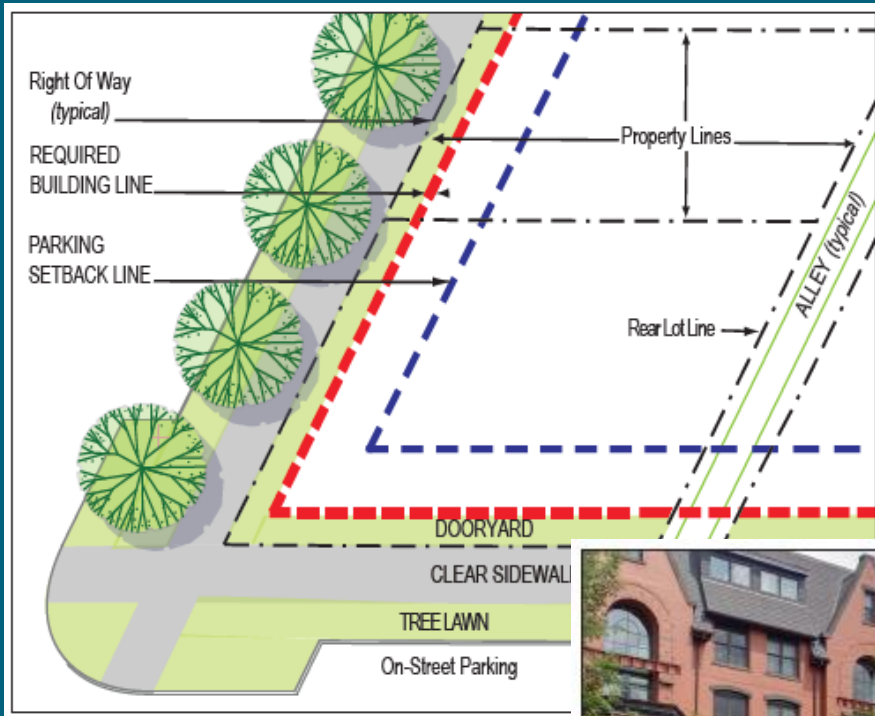 Right Of Way
(typical)
REQUIRED
BUILDING LINE
PARKING
SETBACK LINE
Property Lines
ALLEY (typical)
Rear Lot Line
DOORYARD
CLEAR
TREE LAWN
On-Street Parking